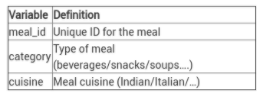 Variable Definition
meal_id Unique ID for the meal
category Type of meal
(beverages/snacks/soups....)
cuisine Meal cuisine (Indian/Italian/...)